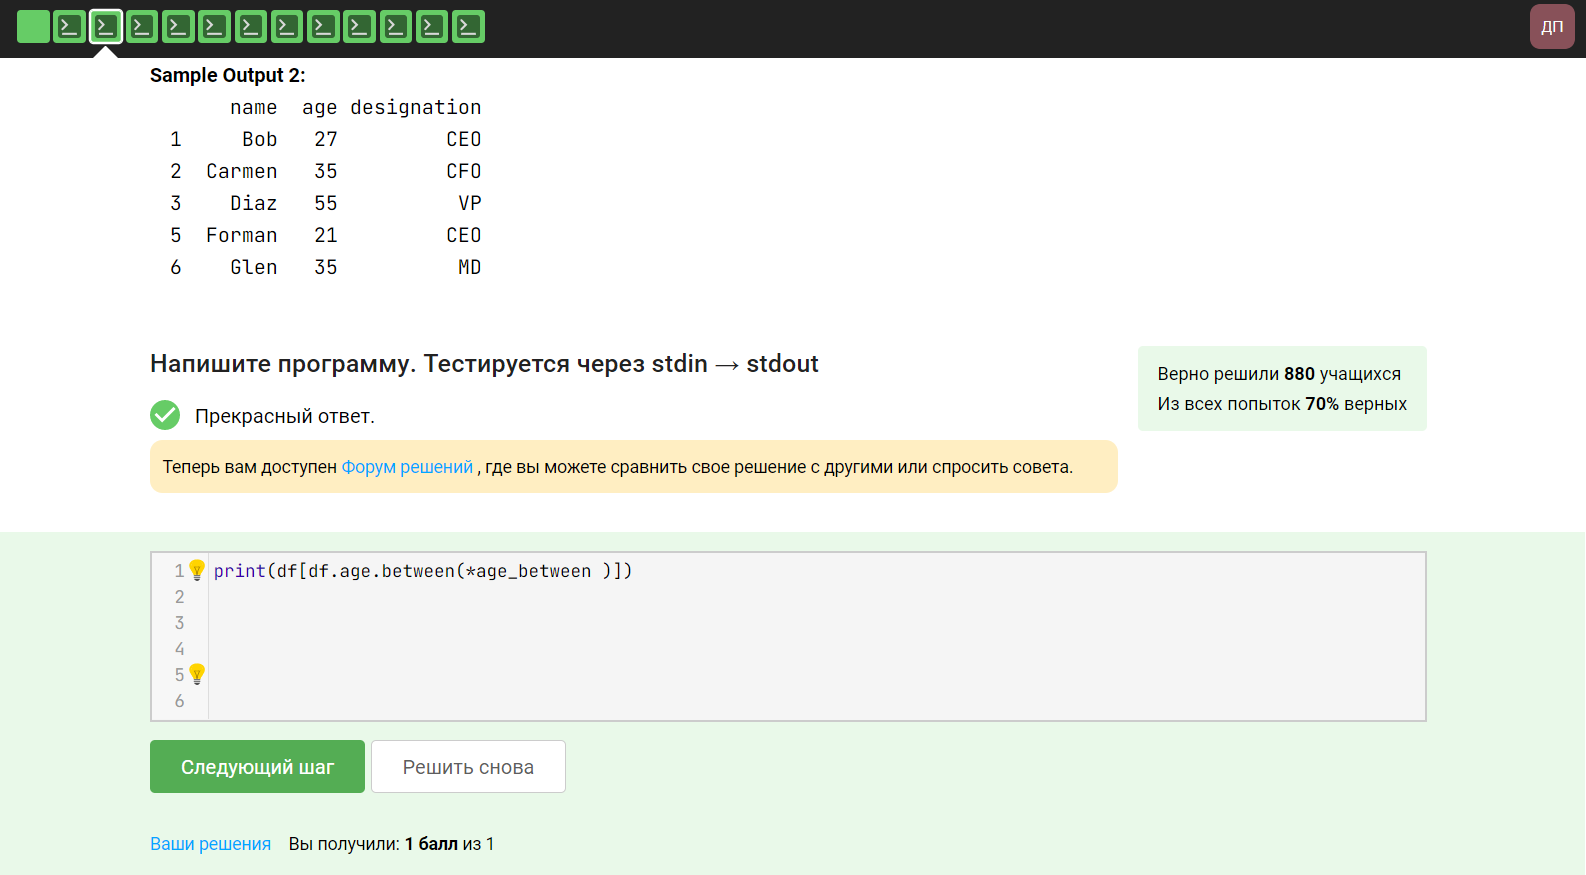 ДП
Sample Output 2:
name age designation
1 Bob 27 CEO
2 Carmen 35 CFO
3 Diaz 55 VP
5 Forman 21 CEO
6 Glen 35 MD
Напишите программу. Тестируется через stdin → stdout
Верно решили 880 учащихся
Из всех попыток 70% верных
Прекрасный ответ.
Теперь вам доступен Форум решений , где вы можете сравнить свое решение с другими или спросить совета.
1 print(df[df.age.between(*age_between )])
2
3
4
5
6
Следующий шаг Решить снова
Ваши решения Вы получили: 1 балл из 1